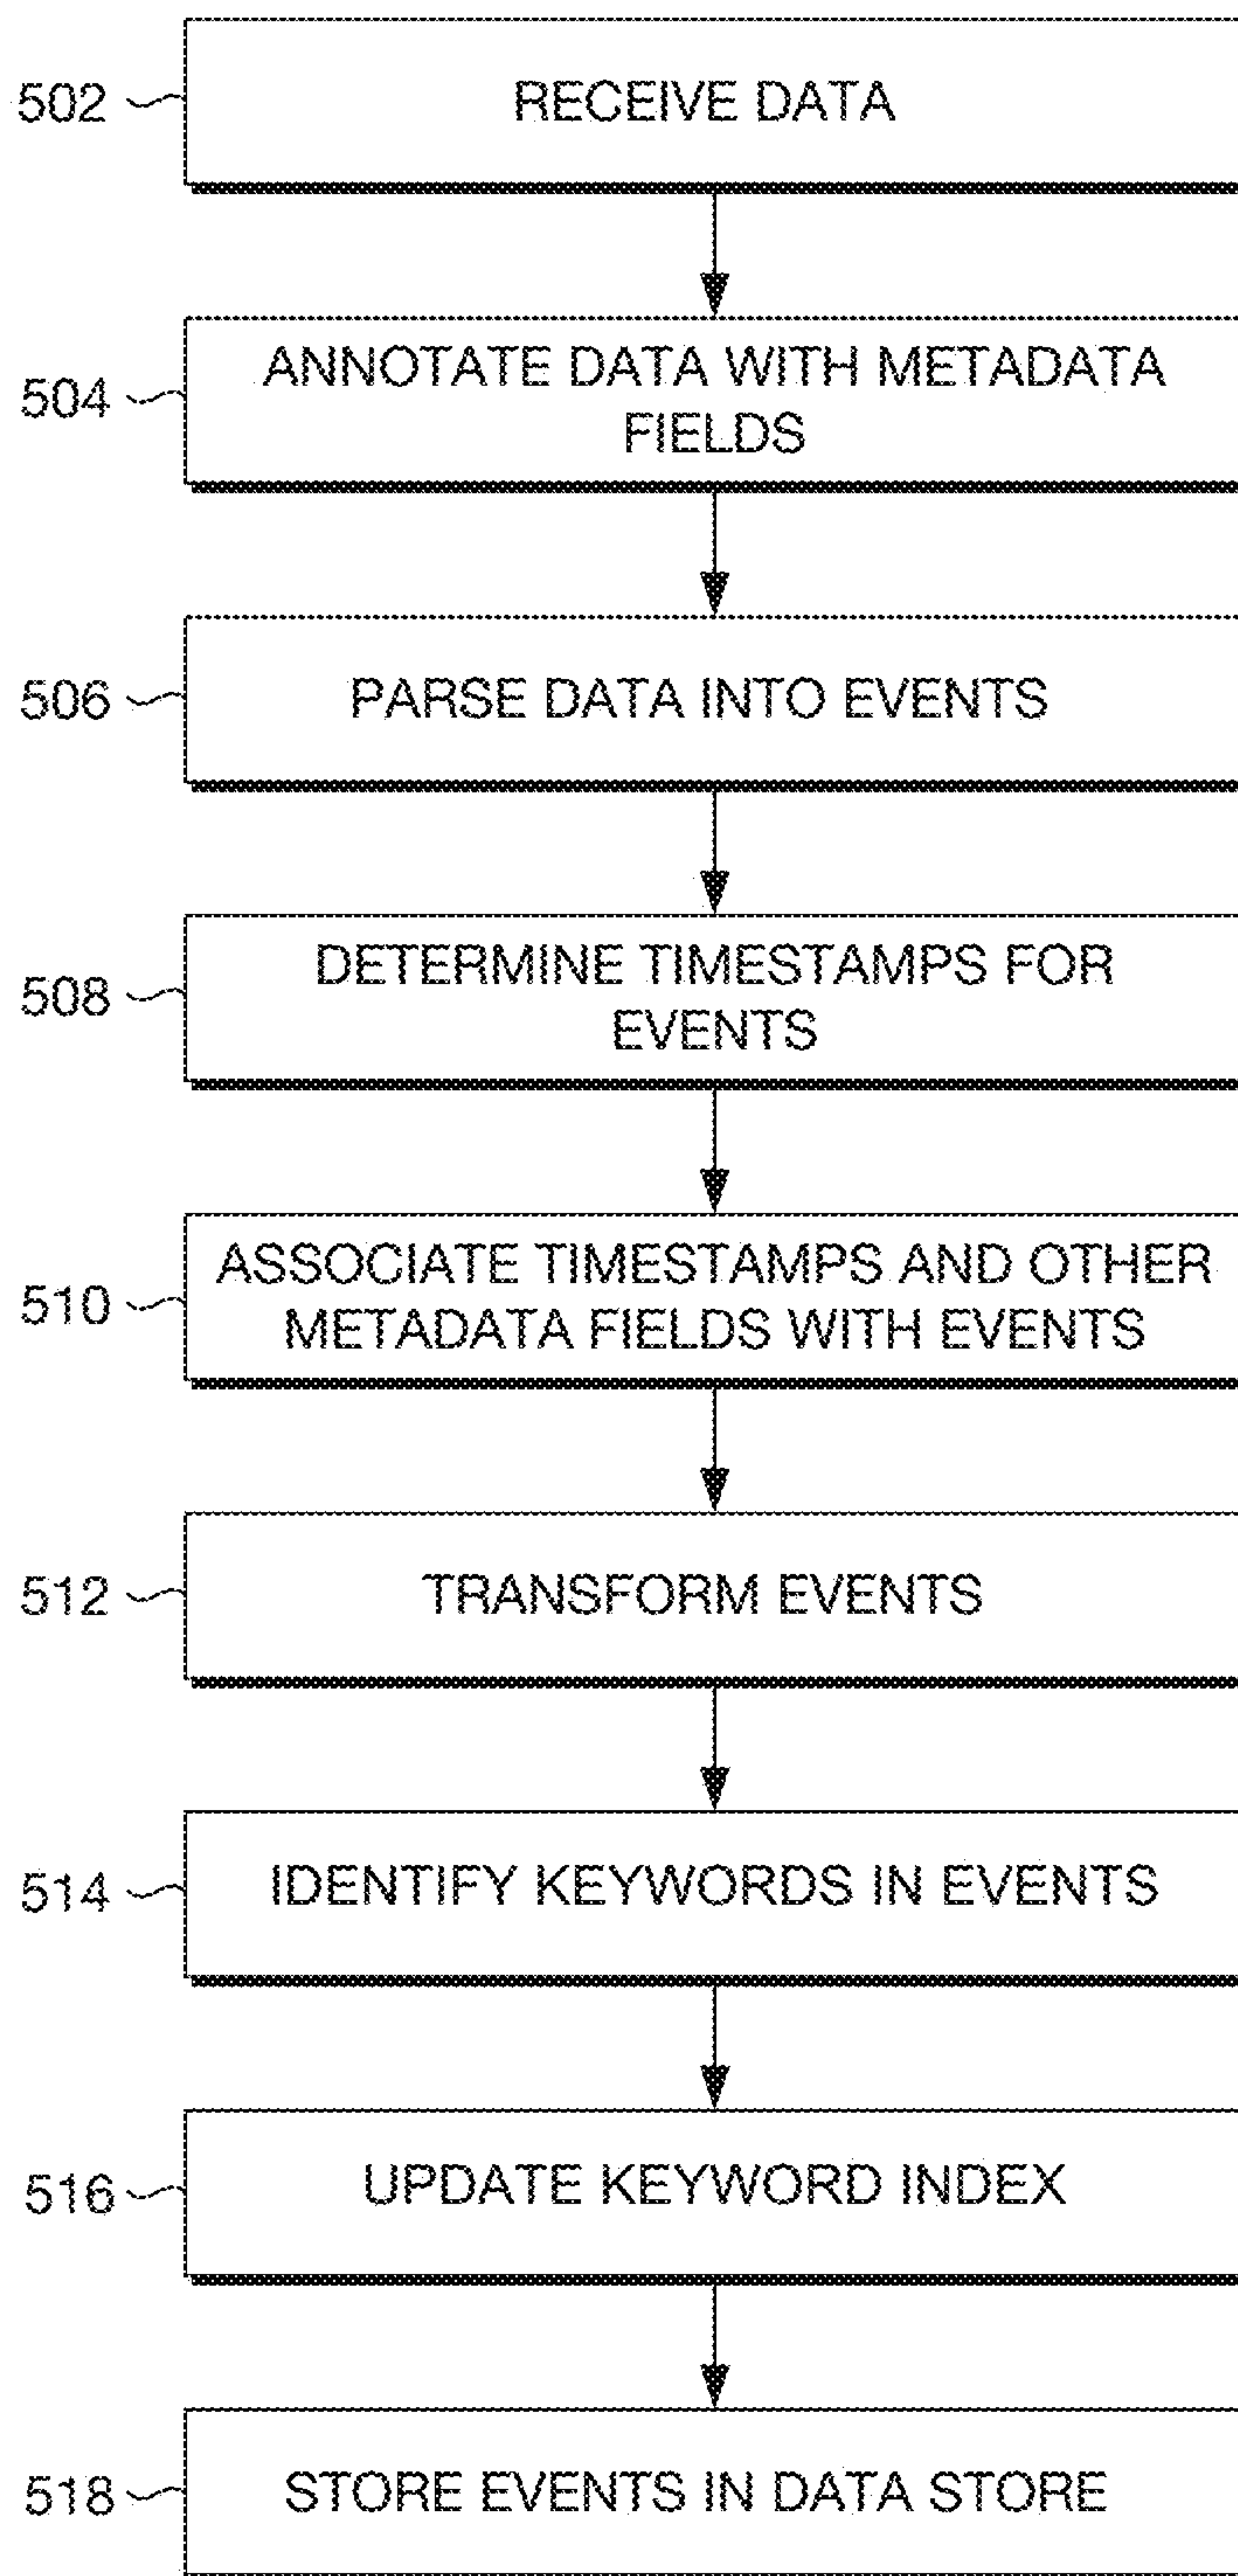 502
RECEIVE DATA
504
ANNOTATE DATA WITH METADATA
FIELDS
506
PARSE DATA INTO EVENTS
508
DETERMINE TIMESTAMPS FOR
EVENTS
510
ASSOCIATE TIMESTAMPS AND OTHER
METADATA FIELDS WITH EVENTS
512
TRANSFORM EVENTS
514
IDENTIFY KEYWORDS IN EVENTS
516
UPDATE KEYWORD INDEX
518
STORE EVENTS IN DATA STORE